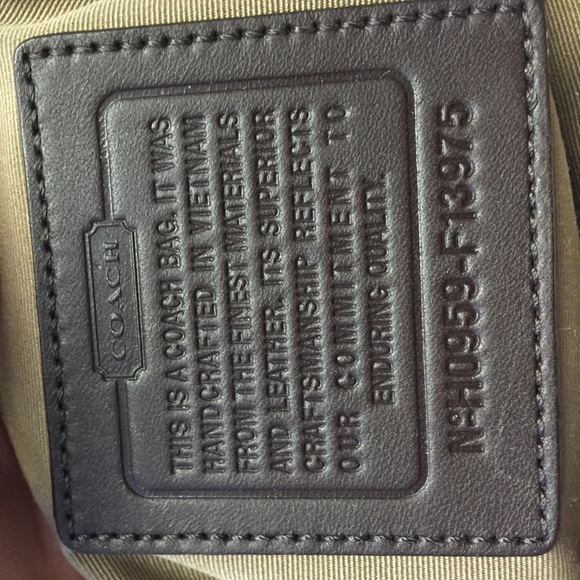 COACH
THIS IS A COACH BAG. IT WAS
HANDCRAFTED IN VIETNAM
FROM THE FINEST MATERIALS
AND LEATHER. ITS SUPERIOR
CRAFTSMANSHIP REFLECTS
OUR COMMITMENT TO
ENDURING QUALITY.
Nº H0959-F13975